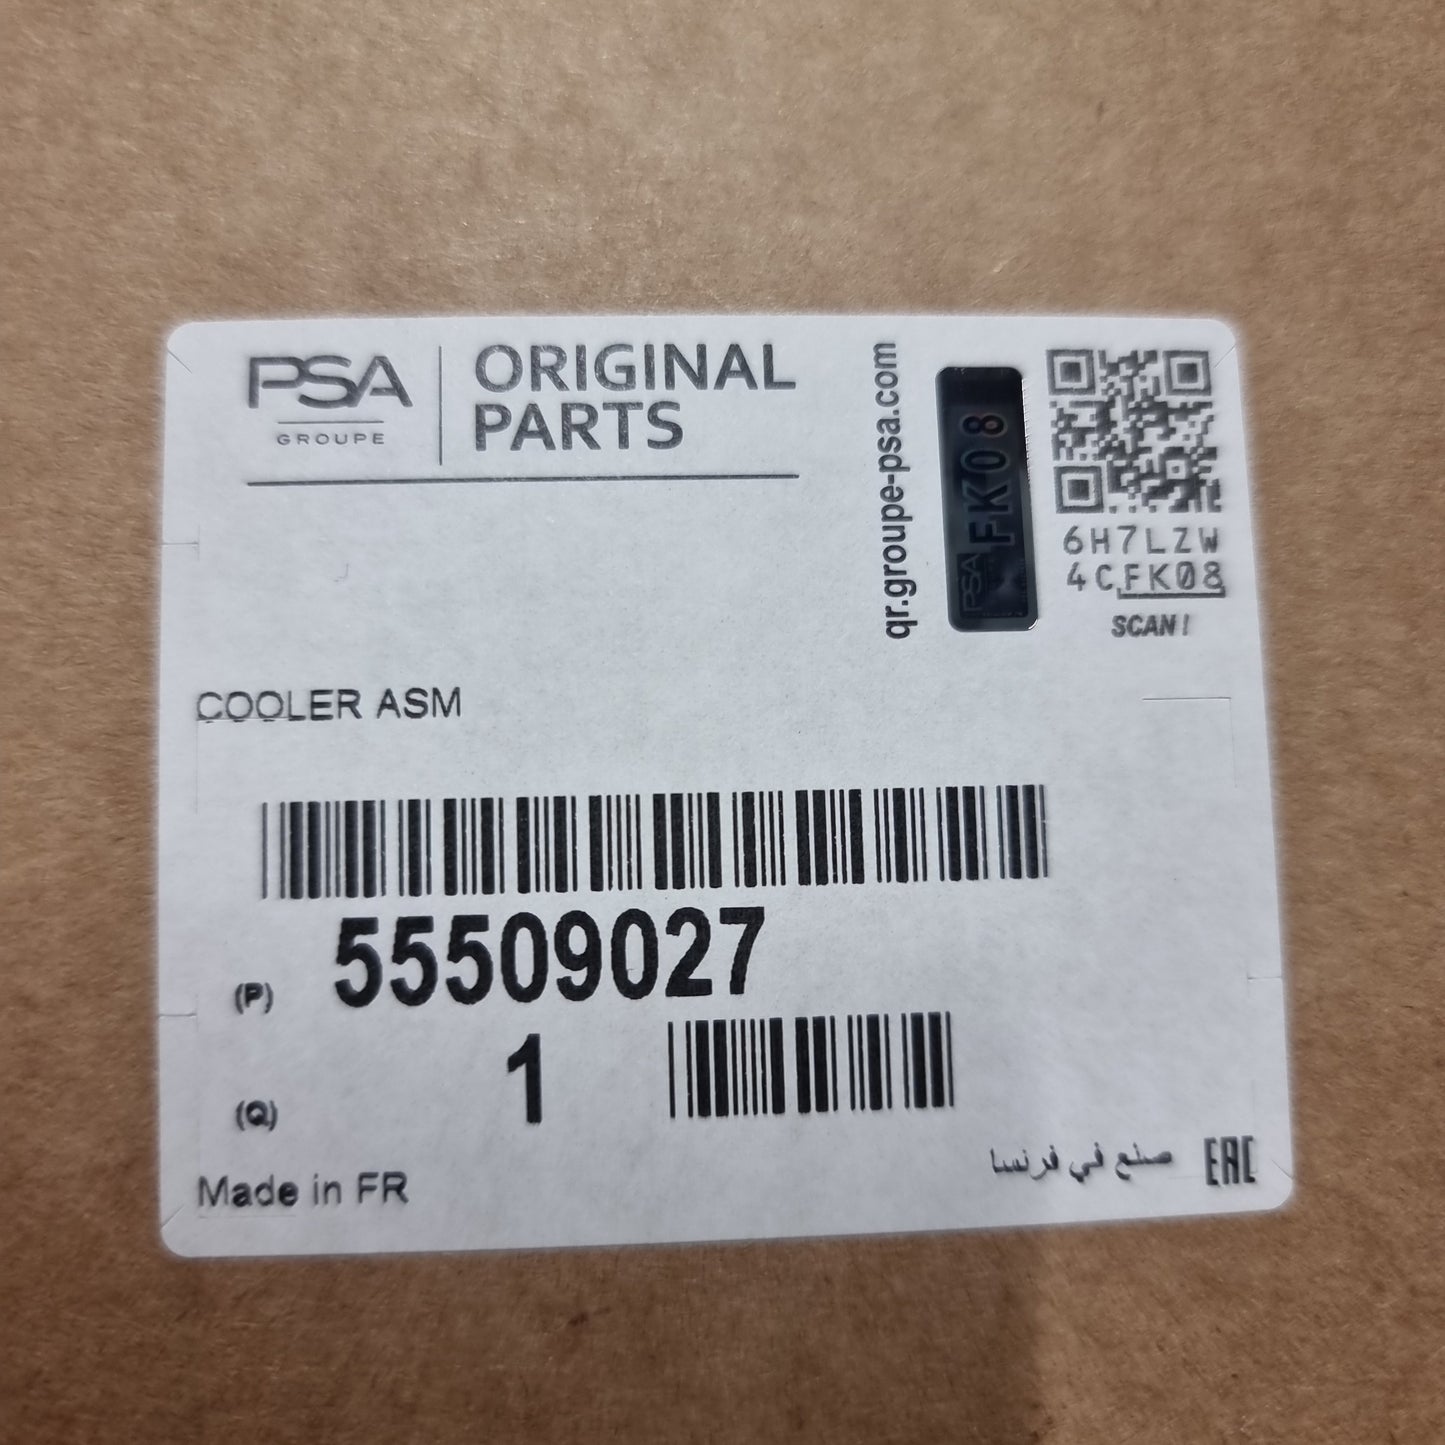 PSA
GROUPE
ORIGINAL
PARTS
qr.groupe-psa.com
PSA FK08
6H7LZW
4CFK08
SCAN!
COOLER ASM
(P) 55509027
(Q) 1
Made in FR
صنع في فرنسا
EAC